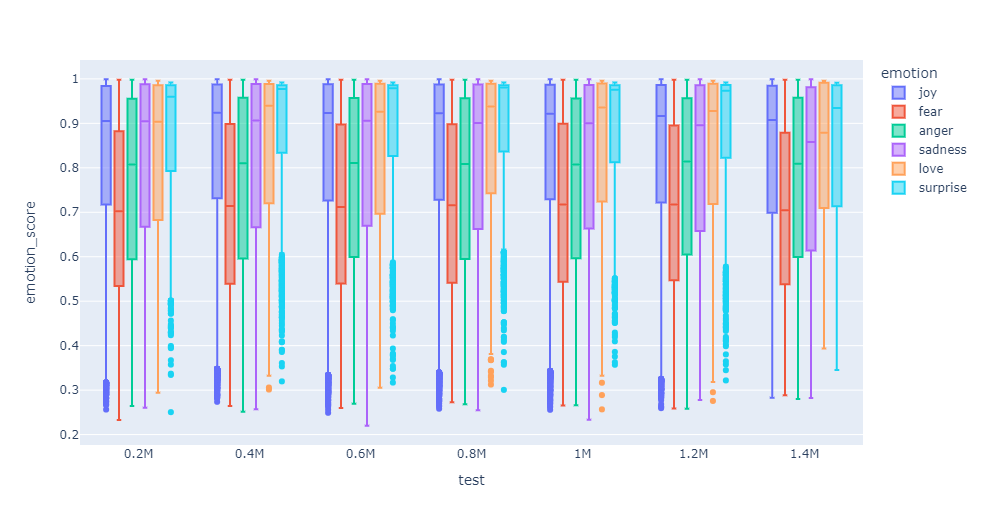 emotion
joy
fear
anger
sadness
love
surprise
emotion_score
1
0.9
0.8
0.7
0.6
0.5
0.4
0.3
0.2
0.2M 0.4M 0.6M 0.8M 1M 1.2M 1.4M
test